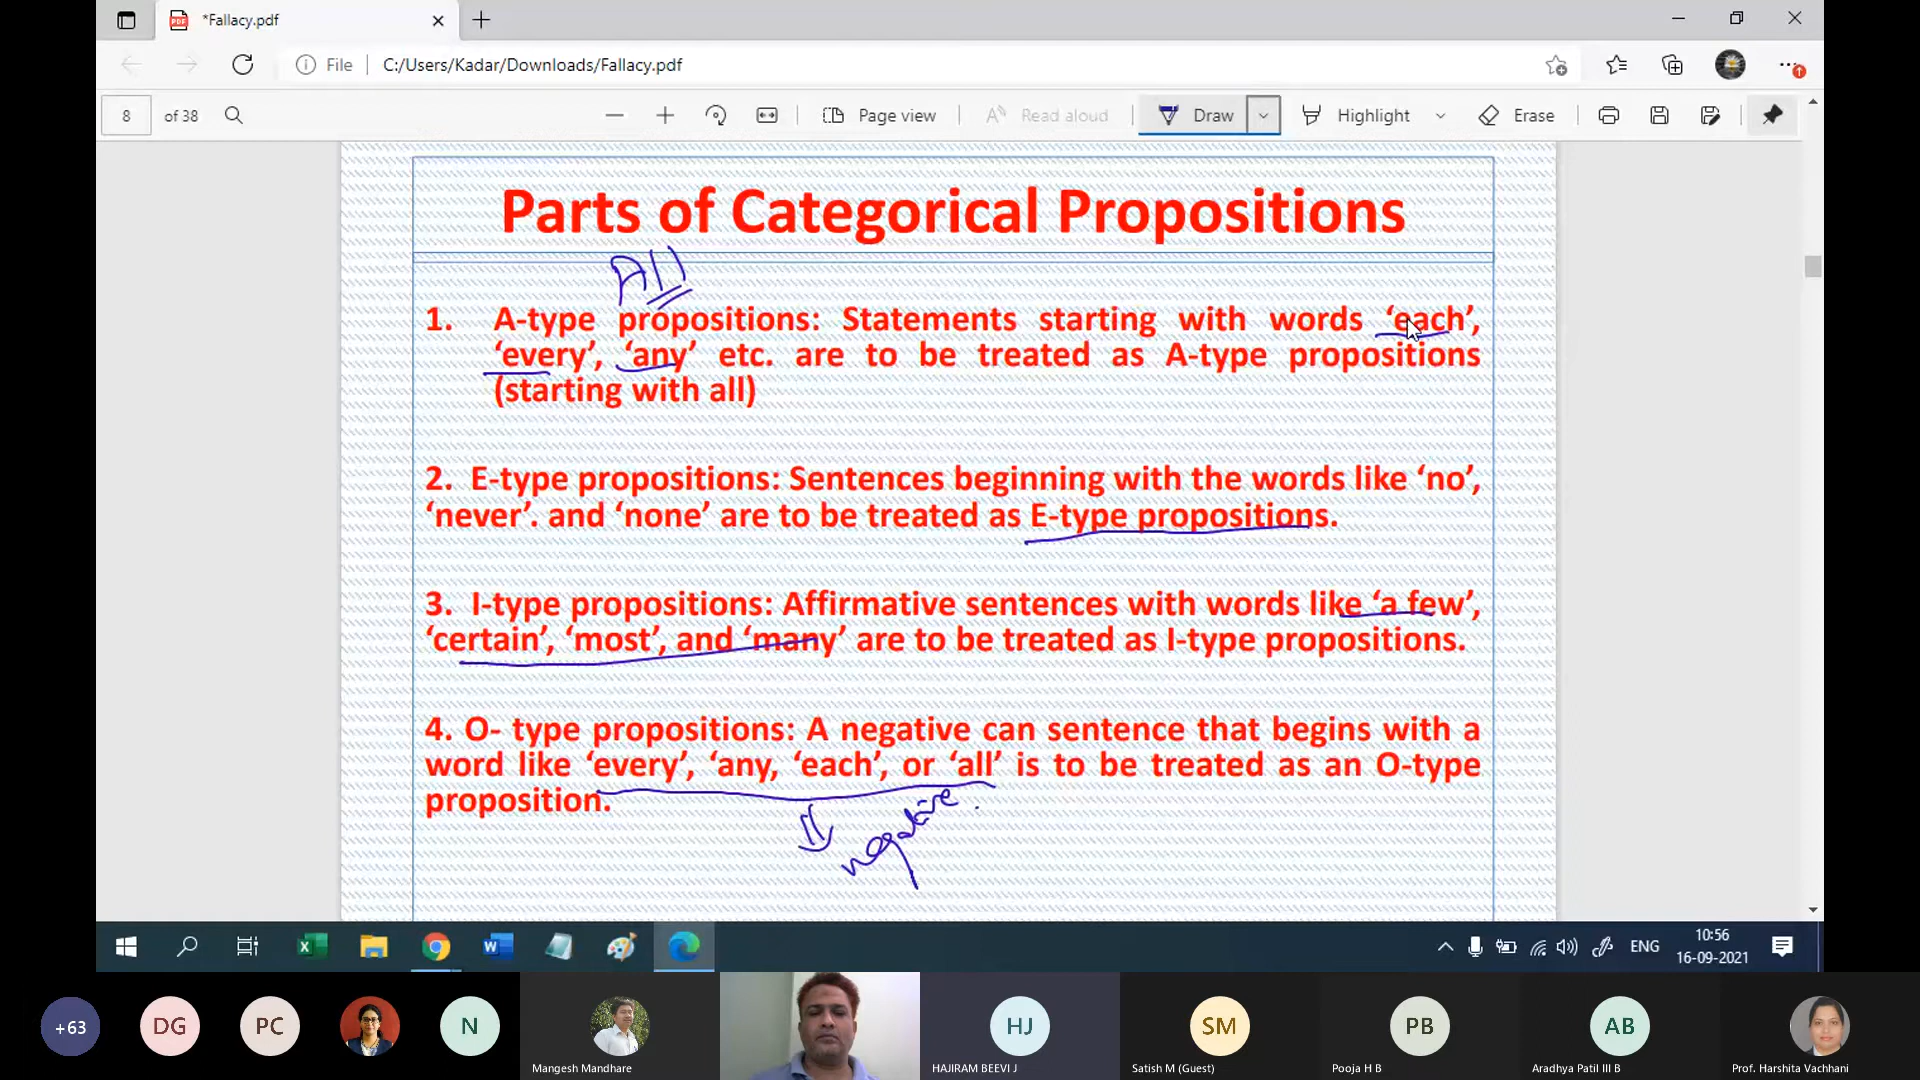 *Fallacy.pdf
File
C:/Users/Kadar/Downloads/Fallacy.pdf
8 of 38
Page view
Read aloud
Draw
Highlight
Erase
Parts of Categorical Propositions
All
1. A-type propositions: Statements starting with words ‘each’,
‘every’, ‘any’ etc. are to be treated as A-type propositions
(starting with all)
2. E-type propositions: Sentences beginning with the words like ‘no’,
‘never’. and ‘none’ are to be treated as E-type propositions.
3. I-type propositions: Affirmative sentences with words like ‘a few’,
‘certain’, ‘most’, and ‘many’ are to be treated as I-type propositions.
4. O- type propositions: A negative can sentence that begins with a
word like ‘every’, ‘any, ‘each’, or ‘all’ is to be treated as an O-type
proposition.
negative
ENG
10:56
16-09-2021
+63
DG
PC
N
HJ
SM
PB
AB
Mangesh Mandhare
HAJIRAM BEEVI J
Satish M (Guest)
Pooja H B
Aradhya Patil III B
Prof. Harshita Vachhani